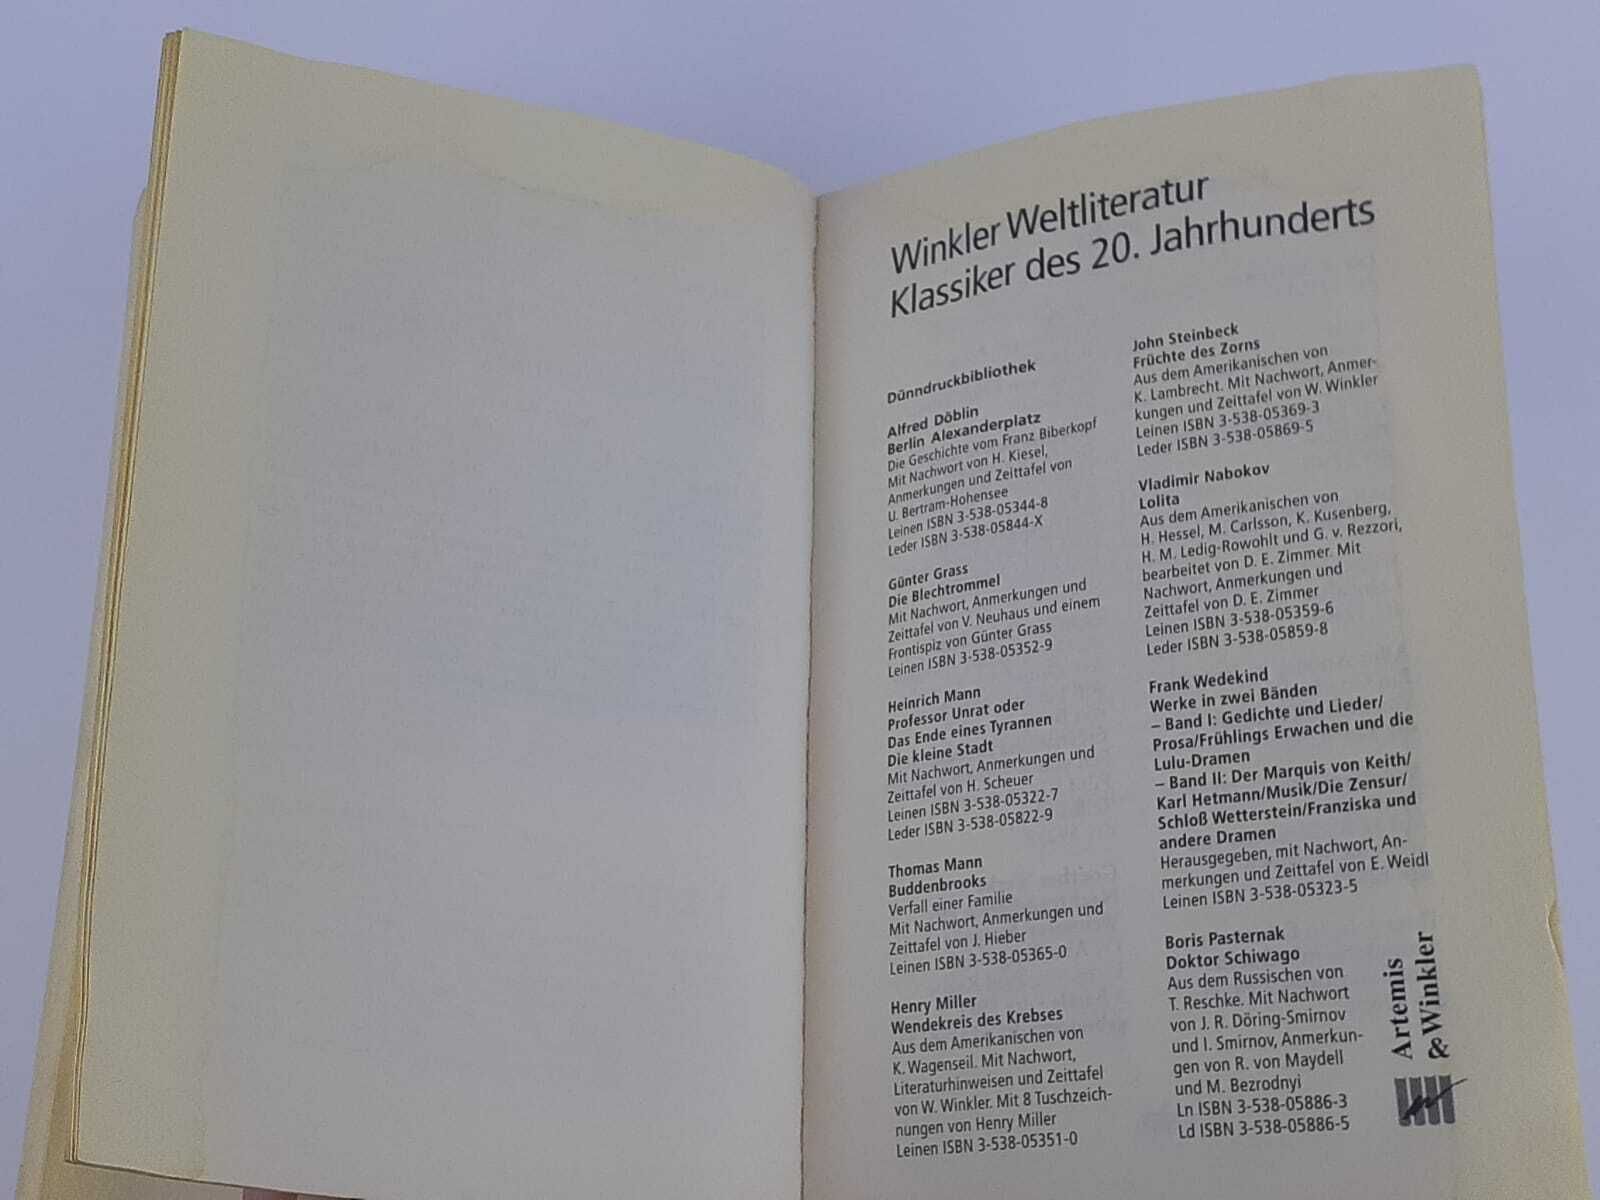 Winkler Weltliteratur
Klassiker des 20. Jahrhunderts
Dünndruckbibliothek
Alfred Döblin
Berlin Alexanderplatz
Die Geschichte vom Franz Biberkopf
Mit Nachwort von H. Kiesel,
Anmerkungen und Zeittafel von
U. Bertram-Hohensee
Leinen ISBN 3-538-05344-8
Leder ISBN 3-538-05844-X
Günter Grass
Die Blechtrommel
Mit Nachwort, Anmerkungen und
Zeittafel von V. Neuhaus und einem
Frontispiz von Günter Grass
Leinen ISBN 3-538-05352-9
Heinrich Mann
Professor Unrat oder
Das Ende eines Tyrannen
Die kleine Stadt
Mit Nachwort, Anmerkungen und
Zeittafel von H. Scheuer
Leinen ISBN 3-538-05322-7
Leder ISBN 3-538-05822-9
Thomas Mann
Buddenbrooks
Verfall einer Familie
Mit Nachwort, Anmerkungen und
Zeittafel von J. Hieber
Leinen ISBN 3-538-05365-0
Henry Miller
Wendekreis des Krebses
Aus dem Amerikanischen von
K. Wagenseil. Mit Nachwort,
Literaturhinweisen und Zeittafel
von W. Winkler. Mit 8 Tuschzeich-
nungen von Henry Miller
Leinen ISBN 3-538-05351-0
John Steinbeck
Früchte des Zorns
Aus dem Amerikanischen von
K. Lambrecht. Mit Nachwort, Anmer-
kungen und Zeittafel von W. Winkler
Leinen ISBN 3-538-05369-3
Leder ISBN 3-538-05869-5
Vladimir Nabokov
Lolita
Aus dem Amerikanischen von
H. Hessel, M. Carlsson, K. Kusenberg,
H. M. Ledig-Rowohlt und G. v. Rezzori,
bearbeitet von D. E. Zimmer. Mit
Nachwort, Anmerkungen und
Zeittafel von D. E. Zimmer
Leinen ISBN 3-538-05359-6
Leder ISBN 3-538-05859-8
Frank Wedekind
Werke in zwei Bänden
– Band I: Gedichte und Lieder/
Prosa/Frühlings Erwachen und die
Lulu-Dramen
– Band II: Der Marquis von Keith/
Karl Hetmann/Musik/Die Zensur/
Schloß Wetterstein/Franziska und
andere Dramen
Herausgegeben, mit Nachwort, An-
merkungen und Zeittafel von E. Weidl
Leinen ISBN 3-538-05323-5
Boris Pasternak
Doktor Schiwago
Aus dem Russischen von
T. Reschke. Mit Nachwort
von J. R. Döring-Smirnov
und I. Smirnov, Anmerkun-
gen von R. von Maydell
und M. Bezrodnyi
Ln ISBN 3-538-05886-3
Ld ISBN 3-538-05886-5
Artemis
& Winkler